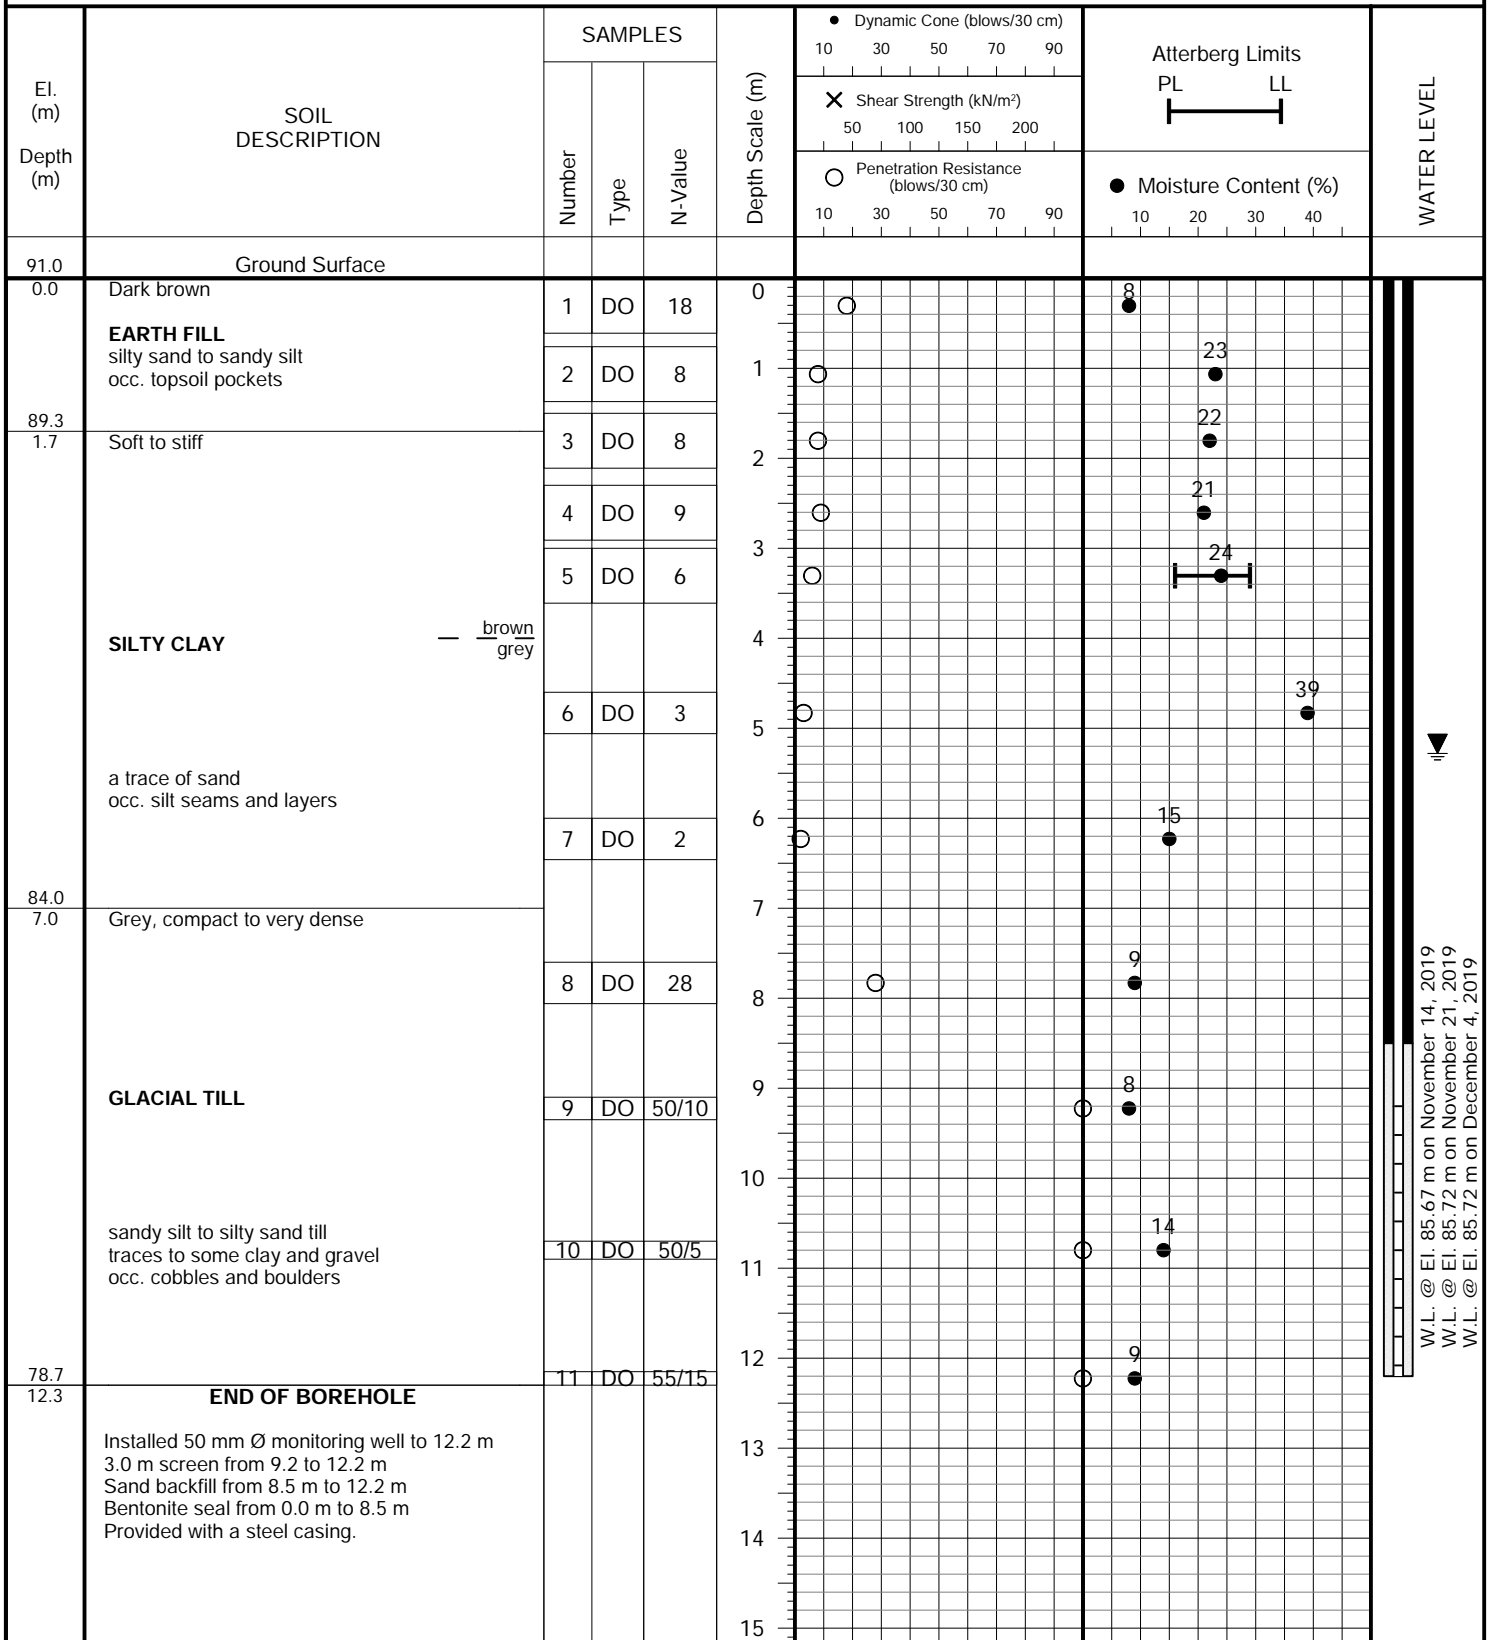 El.
(m)
Depth
(m)
SOIL
DESCRIPTION
SAMPLES
Number
Type
N-Value
Depth Scale (m)
Dynamic Cone (blows/30 cm)
10 30 50 70 90
Shear Strength (kN/m²)
50 100 150 200
Penetration Resistance
(blows/30 cm)
10 30 50 70 90
Atterberg Limits
PL LL
Moisture Content (%)
10 20 30 40
WATER LEVEL
91.0 Ground Surface
0.0 Dark brown
EARTH FILL
silty sand to sandy silt
occ. topsoil pockets
0
1 DO 18
8
2 DO 8
1
23
89.3
1.7 Soft to stiff
3 DO 8
22
2
4 DO 9
21
3
5 DO 6
24
SILTY CLAY
brown
grey
4
6 DO 3
39
5
a trace of sand
occ. silt seams and layers
6
7 DO 2
15
84.0
7.0 Grey, compact to very dense
7
8 DO 28
9
8
GLACIAL TILL
9
9 DO 50/10
8
10
sandy silt to silty sand till
traces to some clay and gravel
occ. cobbles and boulders
10 DO 50/5
14
11
12
78.7
12.3
11 DO 55/15
9
END OF BOREHOLE
Installed 50 mm Ø monitoring well to 12.2 m
3.0 m screen from 9.2 to 12.2 m
Sand backfill from 8.5 m to 12.2 m
Bentonite seal from 0.0 m to 8.5 m
Provided with a steel casing.
13
14
15
W.L. @ El. 85.67 m on November 14, 2019
W.L. @ El. 85.72 m on November 21, 2019
W.L. @ El. 85.72 m on December 4, 2019